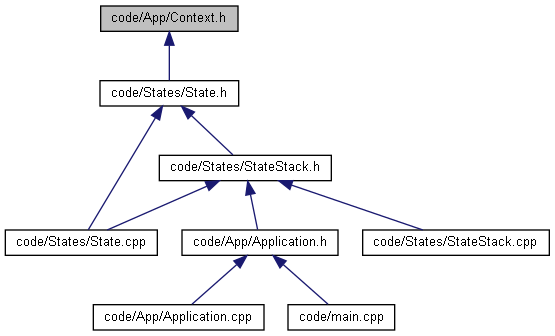 code/App/Context.h
code/States/State.h
code/States/StateStack.h
code/States/State.cpp
code/App/Application.h
code/States/StateStack.cpp
code/App/Application.cpp
code/main.cpp